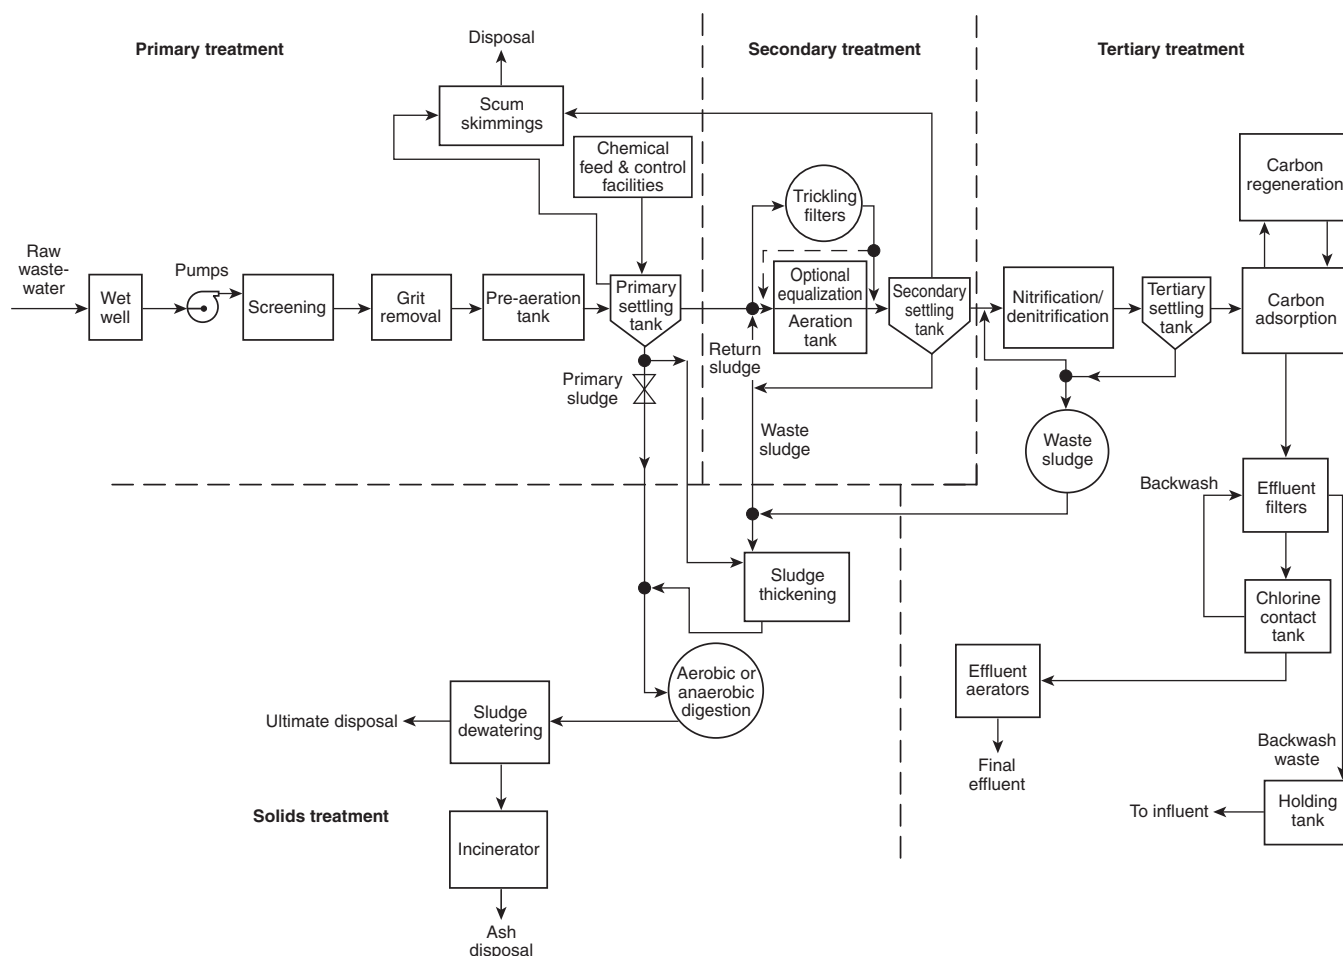 Primary treatment
Secondary treatment
Tertiary treatment
Disposal
Scum
skimmings
Chemical
feed & control
facilities
Trickling
filters
Carbon
regeneration
Raw
waste-
water
Wet
well
Pumps
Screening
Grit
removal
Pre-aeration
tank
Primary
settling
tank
Optional
equalization
Aeration
tank
Secondary
settling
tank
Nitrification/
denitrification
Tertiary
settling
tank
Carbon
adsorption
Primary
sludge
Return
sludge
Waste
sludge
Waste
sludge
Backwash
Effluent
filters
Sludge
thickening
Chlorine
contact
tank
Aerobic or
anaerobic
digestion
Effluent
aerators
Ultimate disposal
Sludge
dewatering
Final
effluent
Backwash
waste
Solids treatment
Incinerator
To influent
Holding
tank
Ash
disposal